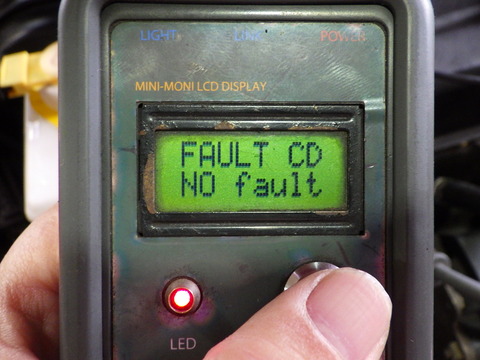 LIGHT LINK POWER
MINI-MONI LCD DISPLAY
FAULT CD
NO fault
LED